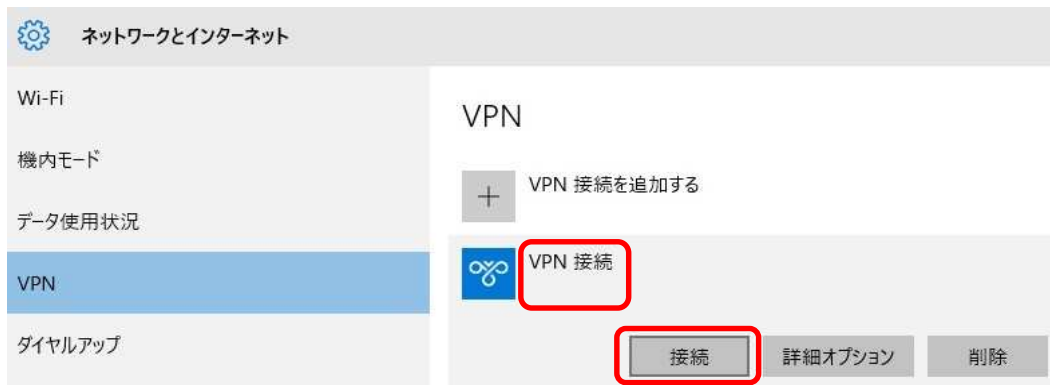 ネットワークとインターネット
Wi-Fi
機内モード
データ使用状況
VPN
ダイヤルアップ
VPN
VPN 接続を追加する
VPN 接続
接続 詳細オプション 削除